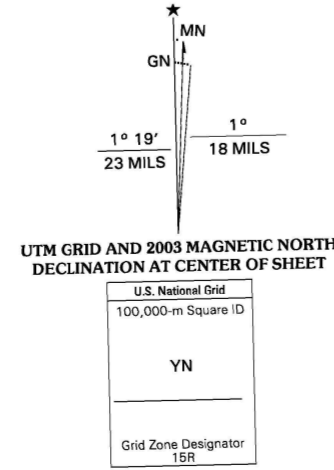 ★
MN
GN
1° 19′
23 MILS
1°
18 MILS
UTM GRID AND 2003 MAGNETIC NORTH
DECLINATION AT CENTER OF SHEET
U.S. National Grid
100,000-m Square ID
YN
Grid Zone Designator
15R